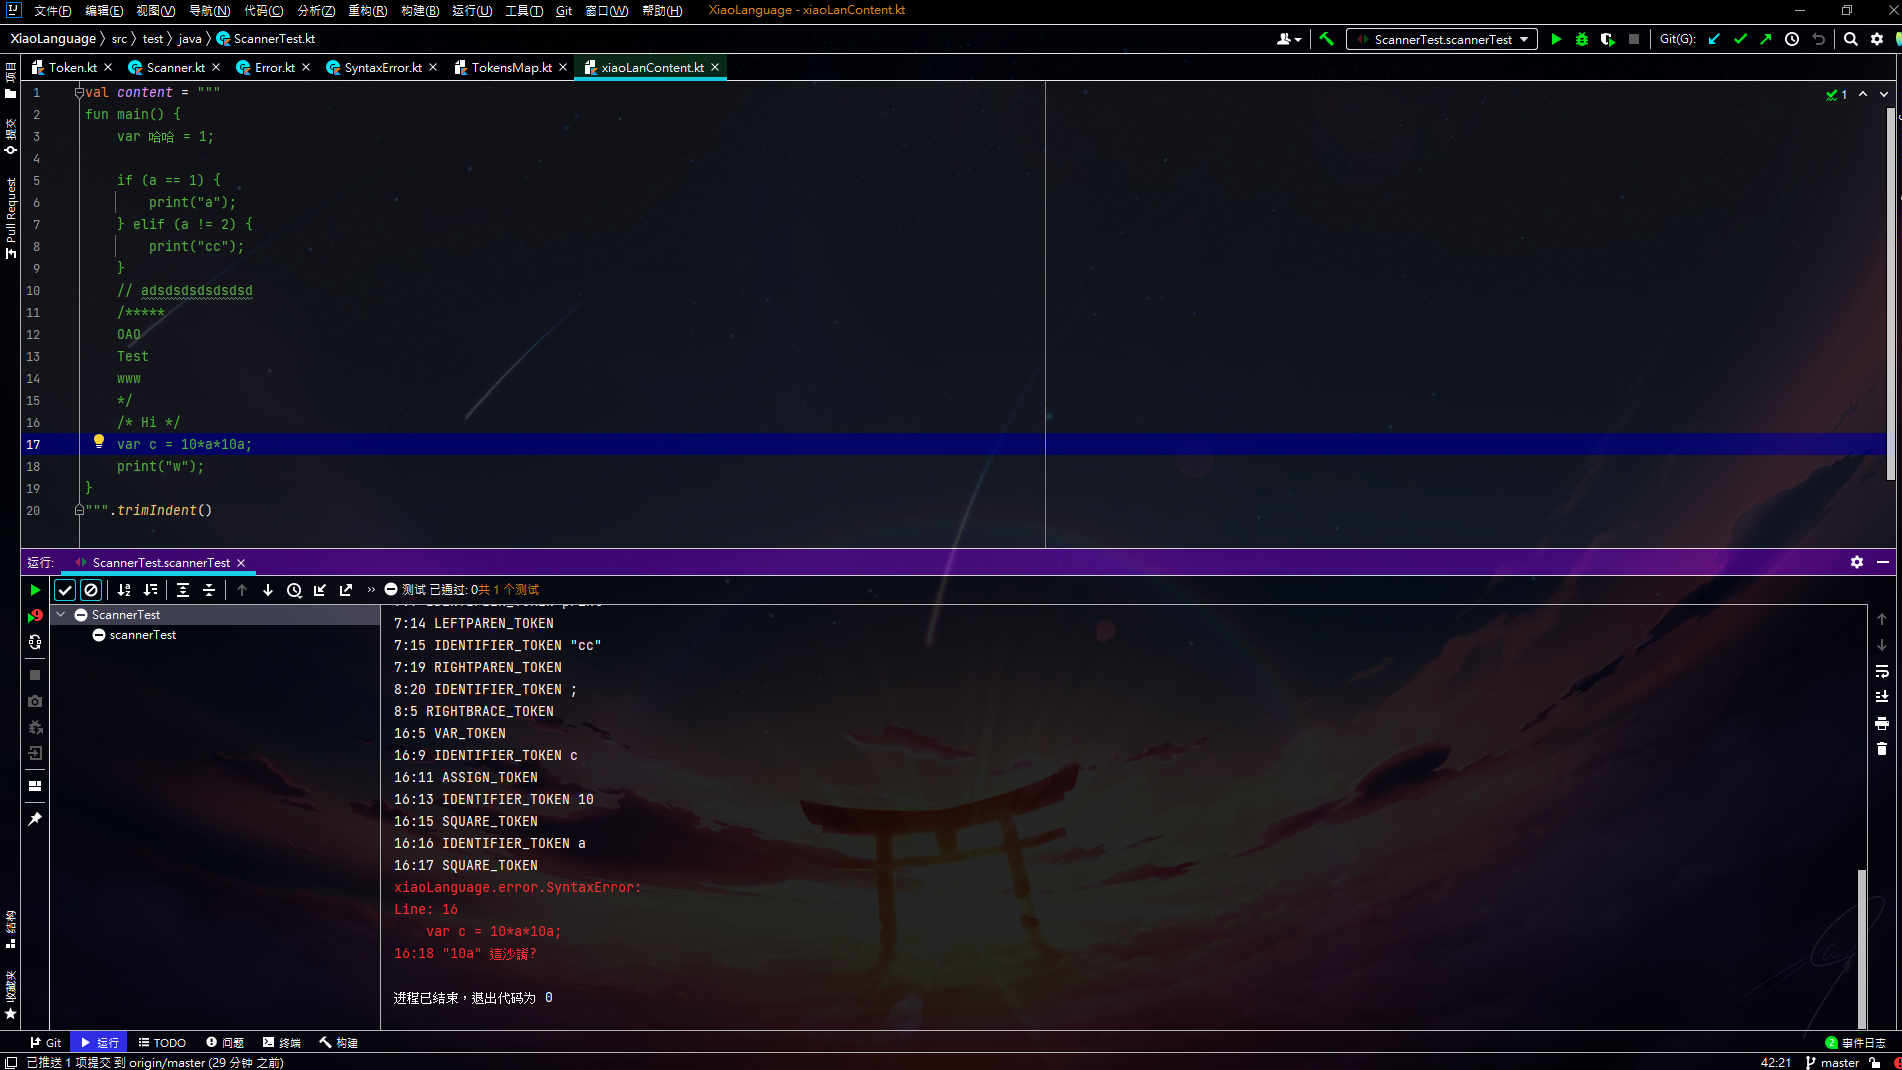 文件(F) 编辑(E) 视图(V) 导航(N) 代码(C) 分析(Z) 重构(R) 构建(B) 运行(U) 工具(T) Git 窗口(W) 帮助(H) XiaoLanguage - xiaoLanContent.kt
XiaoLanguage 〉 src 〉 test 〉 java 〉 ScannerTest.kt
ScannerTest.scannerTest
Git(G):
项目
提交
Pull Request
结构
收藏夹
Token.kt Scanner.kt Error.kt SyntaxError.kt TokensMap.kt xiaoLanContent.kt
1
1 val content = """
2 fun main() {
3     var 哈哈 = 1;
4
5     if (a == 1) {
6         print("a");
7     } elif (a != 2) {
8         print("cc");
9     }
10     // adsdsdsdsdsdsd
11     /*****
12     OAO
13     Test
14     www
15     */
16     /* Hi */
17     var c = 10*a*10a;
18     print("w");
19 }
20 """.trimIndent()
运行: ScannerTest.scannerTest
» 测试 已通过: 0共 1 个测试
ScannerTest
scannerTest
7:14 LEFTPAREN_TOKEN
7:15 IDENTIFIER_TOKEN "cc"
7:19 RIGHTPAREN_TOKEN
8:20 IDENTIFIER_TOKEN ;
8:5 RIGHTBRACE_TOKEN
16:5 VAR_TOKEN
16:9 IDENTIFIER_TOKEN c
16:11 ASSIGN_TOKEN
16:13 IDENTIFIER_TOKEN 10
16:15 SQUARE_TOKEN
16:16 IDENTIFIER_TOKEN a
16:17 SQUARE_TOKEN
xiaoLanguage.error.SyntaxError:
Line: 16
    var c = 10*a*10a;
16:18 "10a" 這沙
进程已结束，退出代码为 0
Git 运行 TODO 问题 终端 构建
2 事件日志
已推送 1 项提交 到 origin/master (29 分钟 之前)
42:21 master